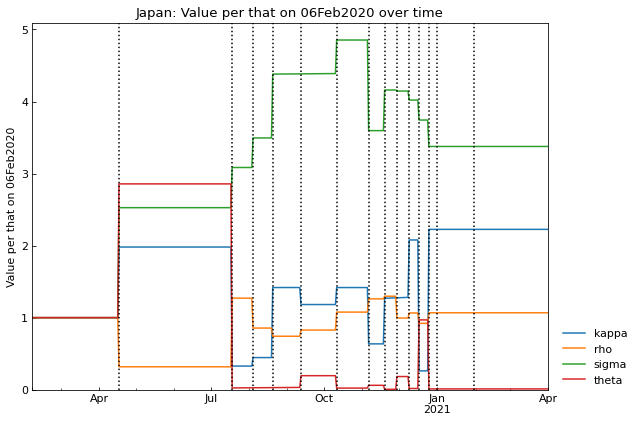 Japan: Value per that on 06Feb2020 over time
Value per that on 06Feb2020
5
4
3
2
1
0
Apr
Jul
Oct
Jan
2021
Apr
kappa
rho
sigma
theta